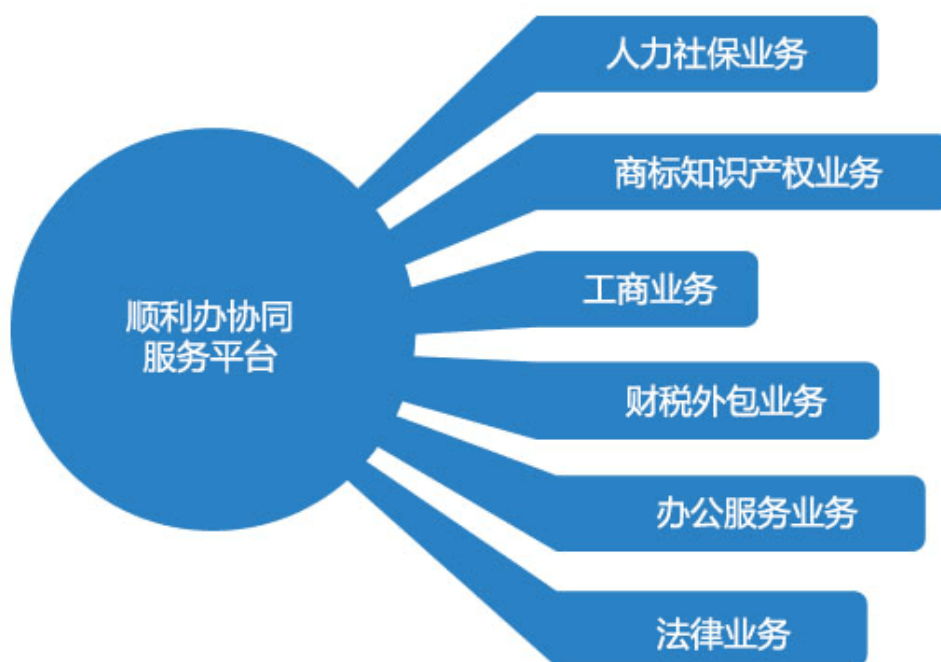 人力社保业务
商标知识产权业务
工商业务
顺利办协同
服务平台
财税外包业务
办公服务业务
法律业务